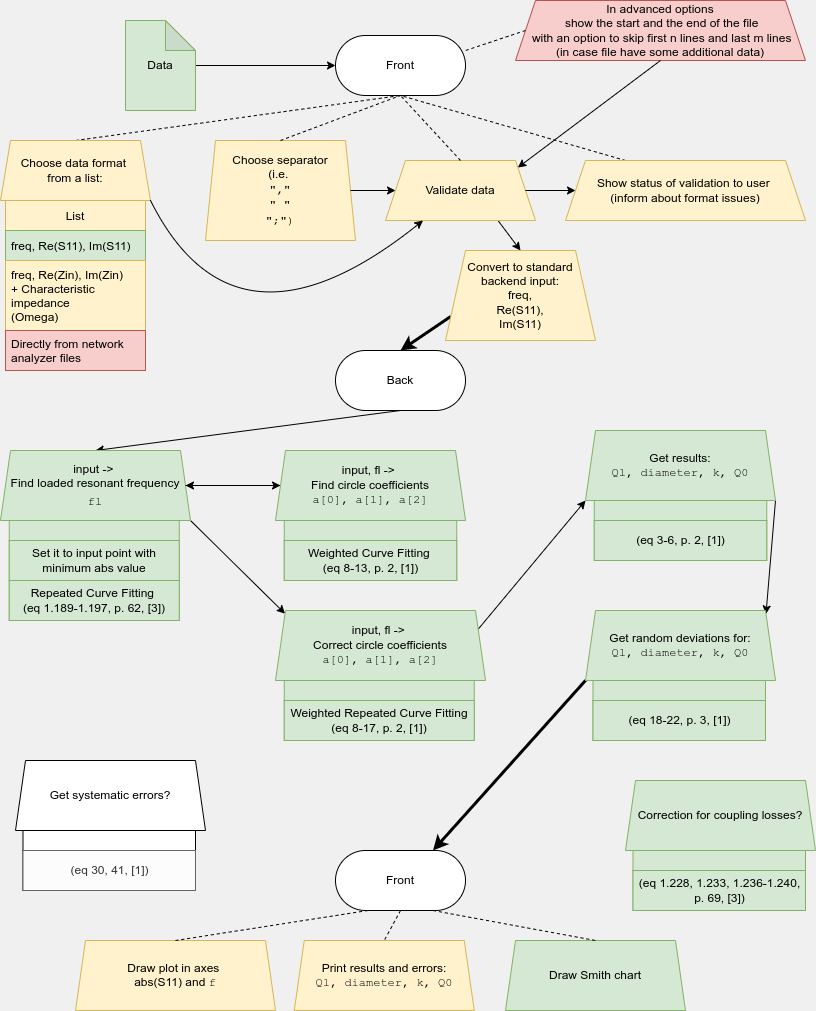 In advanced options
show the start and the end of the file
with an option to skip first n lines and last m lines
(in case file have some additional data)
Data
Front
Choose data format
from a list:
Choose separator
(i.e.
","
" "
";")
Validate data
Show status of validation to user
(inform about format issues)
List
freq, Re(S11), Im(S11)
freq, Re(Zin), Im(Zin)
+ Characteristic
impedance
(Omega)
Directly from network
analyzer files
Convert to standard
backend input:
freq,
Re(S11),
Im(S11)
Back
input ->
Find loaded resonant frequency
fl
Set it to input point with
minimum abs value
Repeated Curve Fitting
(eq 1.189-1.197, p. 62, [3])
input, fl ->
Find circle coefficients
a[0], a[1], a[2]
Weighted Curve Fitting
(eq 8-13, p. 2, [1])
Get results:
Ql, diameter, k, Q0
(eq 3-6, p. 2, [1])
input, fl ->
Correct circle coefficients
a[0], a[1], a[2]
Weighted Repeated Curve Fitting
(eq 8-17, p. 2, [1])
Get random deviations for:
Ql, diameter, k, Q0
(eq 18-22, p. 3, [1])
Get systematic errors?
(eq 30, 41, [1])
Correction for coupling losses?
(eq 1.228, 1.233, 1.236-1.240,
p. 69, [3])
Front
Draw plot in axes
abs(S11) and f
Print results and errors:
Ql, diameter, k, Q0
Draw Smith chart